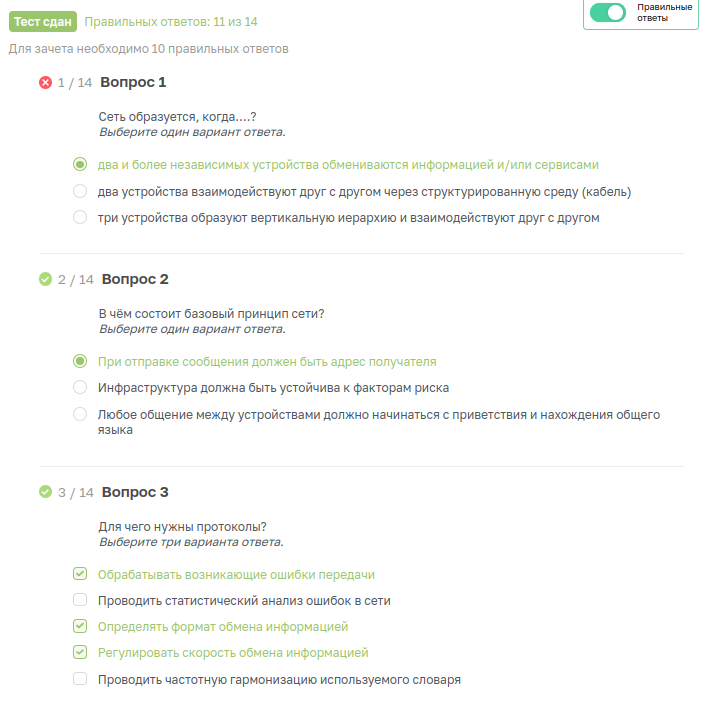 Тест сдан Правильных ответов: 11 из 14
Правильные
ответы
Для зачета необходимо 10 правильных ответов
1 / 14 Вопрос 1
Сеть образуется, когда....?
Выберите один вариант ответа.
два и более независимых устройства обмениваются информацией и/или сервисами
два устройства взаимодействуют друг с другом через структурированную среду (кабель)
три устройства образуют вертикальную иерархию и взаимодействуют друг с другом
2 / 14 Вопрос 2
В чём состоит базовый принцип сети?
Выберите один вариант ответа.
При отправке сообщения должен быть адрес получателя
Инфраструктура должна быть устойчива к факторам риска
Любое общение между устройствами должно начинаться с приветствия и нахождения общего
языка
3 / 14 Вопрос 3
Для чего нужны протоколы?
Выберите три варианта ответа.
Обрабатывать возникающие ошибки передачи
Проводить статистический анализ ошибок в сети
Определять формат обмена информацией
Регулировать скорость обмена информацией
Проводить частотную гармонизацию используемого словаря